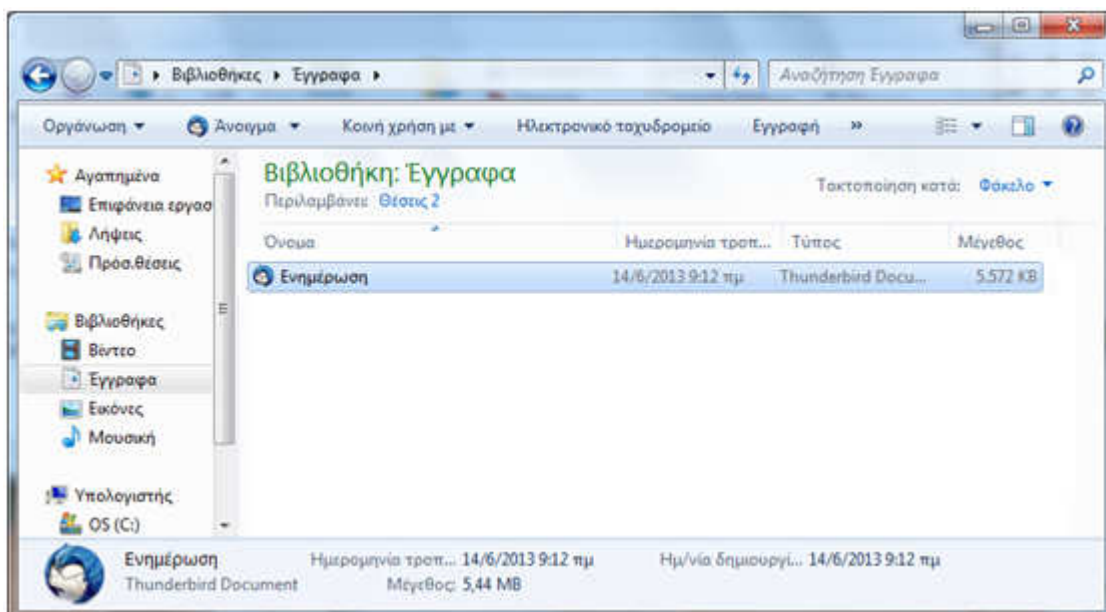 Βιβλιοθήκες Έγγραφα Αναζήτηση Έγγραφα
Οργάνωση Άνοιγμα Κοινή χρήση με Ηλεκτρονικό ταχυδρομείο Εγγραφή »
Αγαπημένα
Επιφάνεια εργασ
Λήψεις
Πρόσ.θέσεις
Βιβλιοθήκες
Βίντεο
Έγγραφα
Εικόνες
Μουσική
Υπολογιστής
OS (C:)
Βιβλιοθήκη: Έγγραφα
Περιλαμβάνει: Θέσεις 2
Τακτοποίηση κατά: Φάκελο
Όνομα Ημερομηνία τροπ... Τύπος Μέγεθος
Ενημέρωση 14/6/2013 9:12 πμ Thunderbird Docu... 5.572 KB
Ενημέρωση Ημερομηνία τροπ... 14/6/2013 9:12 πμ Ημ/νία δημιουργί... 14/6/2013 9:12 πμ
Thunderbird Document Μέγεθος: 5,44 MB